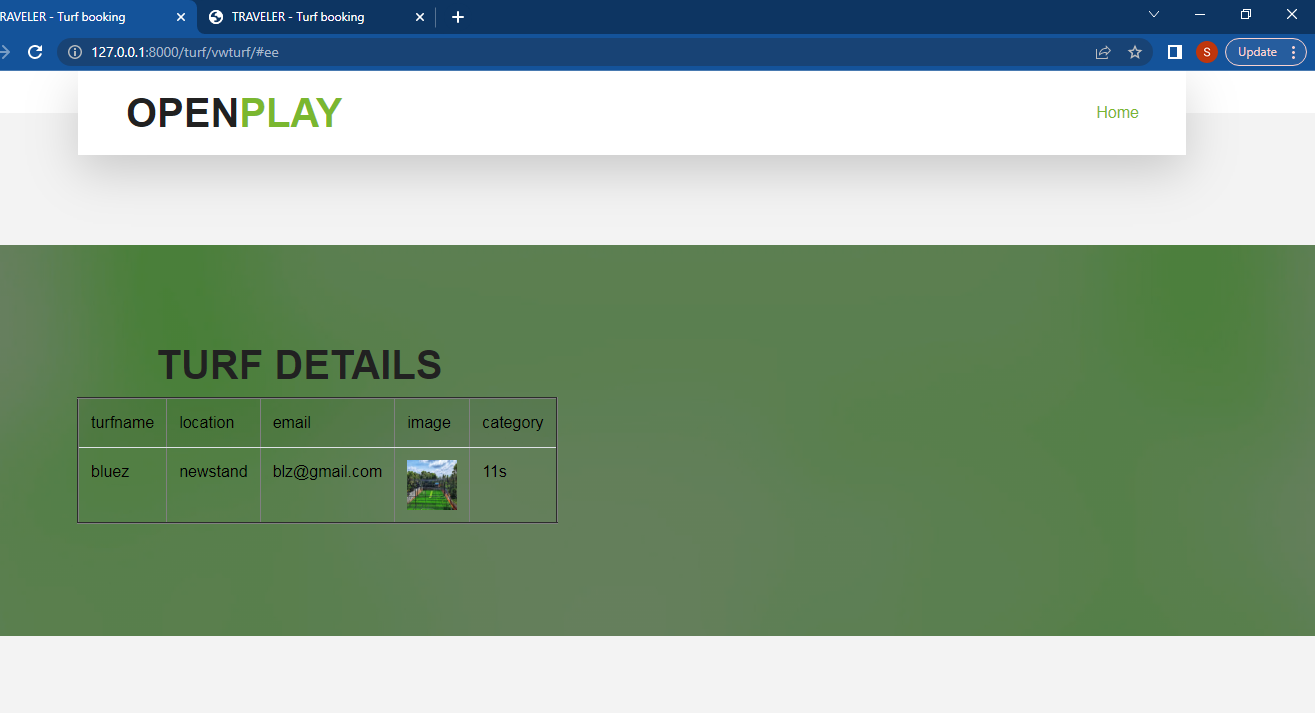 RAVELER - Turf booking
TRAVELER - Turf booking
127.0.0.1:8000/turf/vwturf/#ee
S
Update
OPENPLAY
Home
TURF DETAILS
turfname location email image category
bluez newstand blz@gmail.com 11s